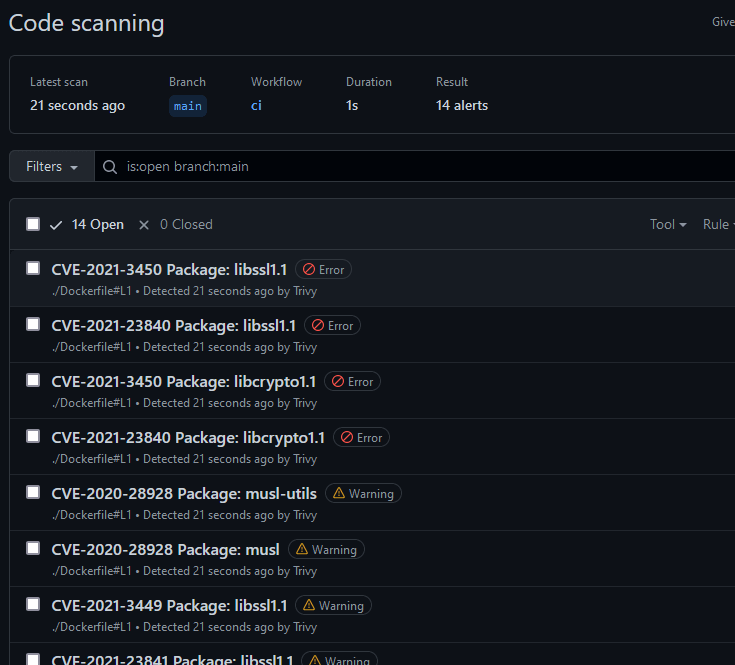 Code scanning
Give
Latest scan Branch Workflow Duration Result
21 seconds ago main ci 1s 14 alerts
Filters is:open branch:main
14 Open 0 Closed Tool Rule
CVE-2021-3450 Package: libssl1.1 Error
./Dockerfile#L1 • Detected 21 seconds ago by Trivy
CVE-2021-23840 Package: libssl1.1 Error
./Dockerfile#L1 • Detected 21 seconds ago by Trivy
CVE-2021-3450 Package: libcrypto1.1 Error
./Dockerfile#L1 • Detected 21 seconds ago by Trivy
CVE-2021-23840 Package: libcrypto1.1 Error
./Dockerfile#L1 • Detected 21 seconds ago by Trivy
CVE-2020-28928 Package: musl-utils Warning
./Dockerfile#L1 • Detected 21 seconds ago by Trivy
CVE-2020-28928 Package: musl Warning
./Dockerfile#L1 • Detected 21 seconds ago by Trivy
CVE-2021-3449 Package: libssl1.1 Warning
./Dockerfile#L1 • Detected 21 seconds ago by Trivy
CVE-2021-23841 Package: libssl1.1 Warning